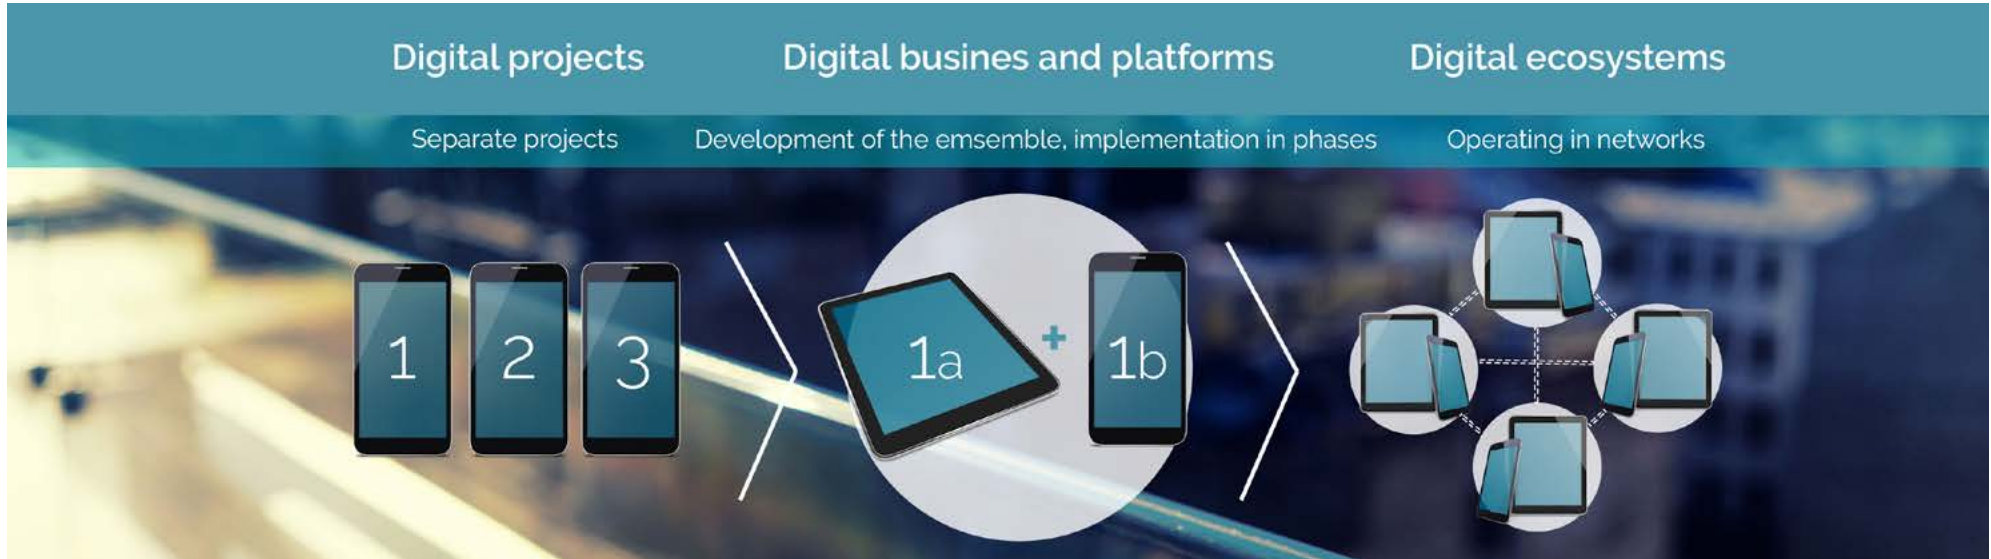 Digital projects
Digital busines and platforms
Digital ecosystems
Separate projects
Development of the emsemble, implementation in phases
Operating in networks
1
2
3
1a
+
1b